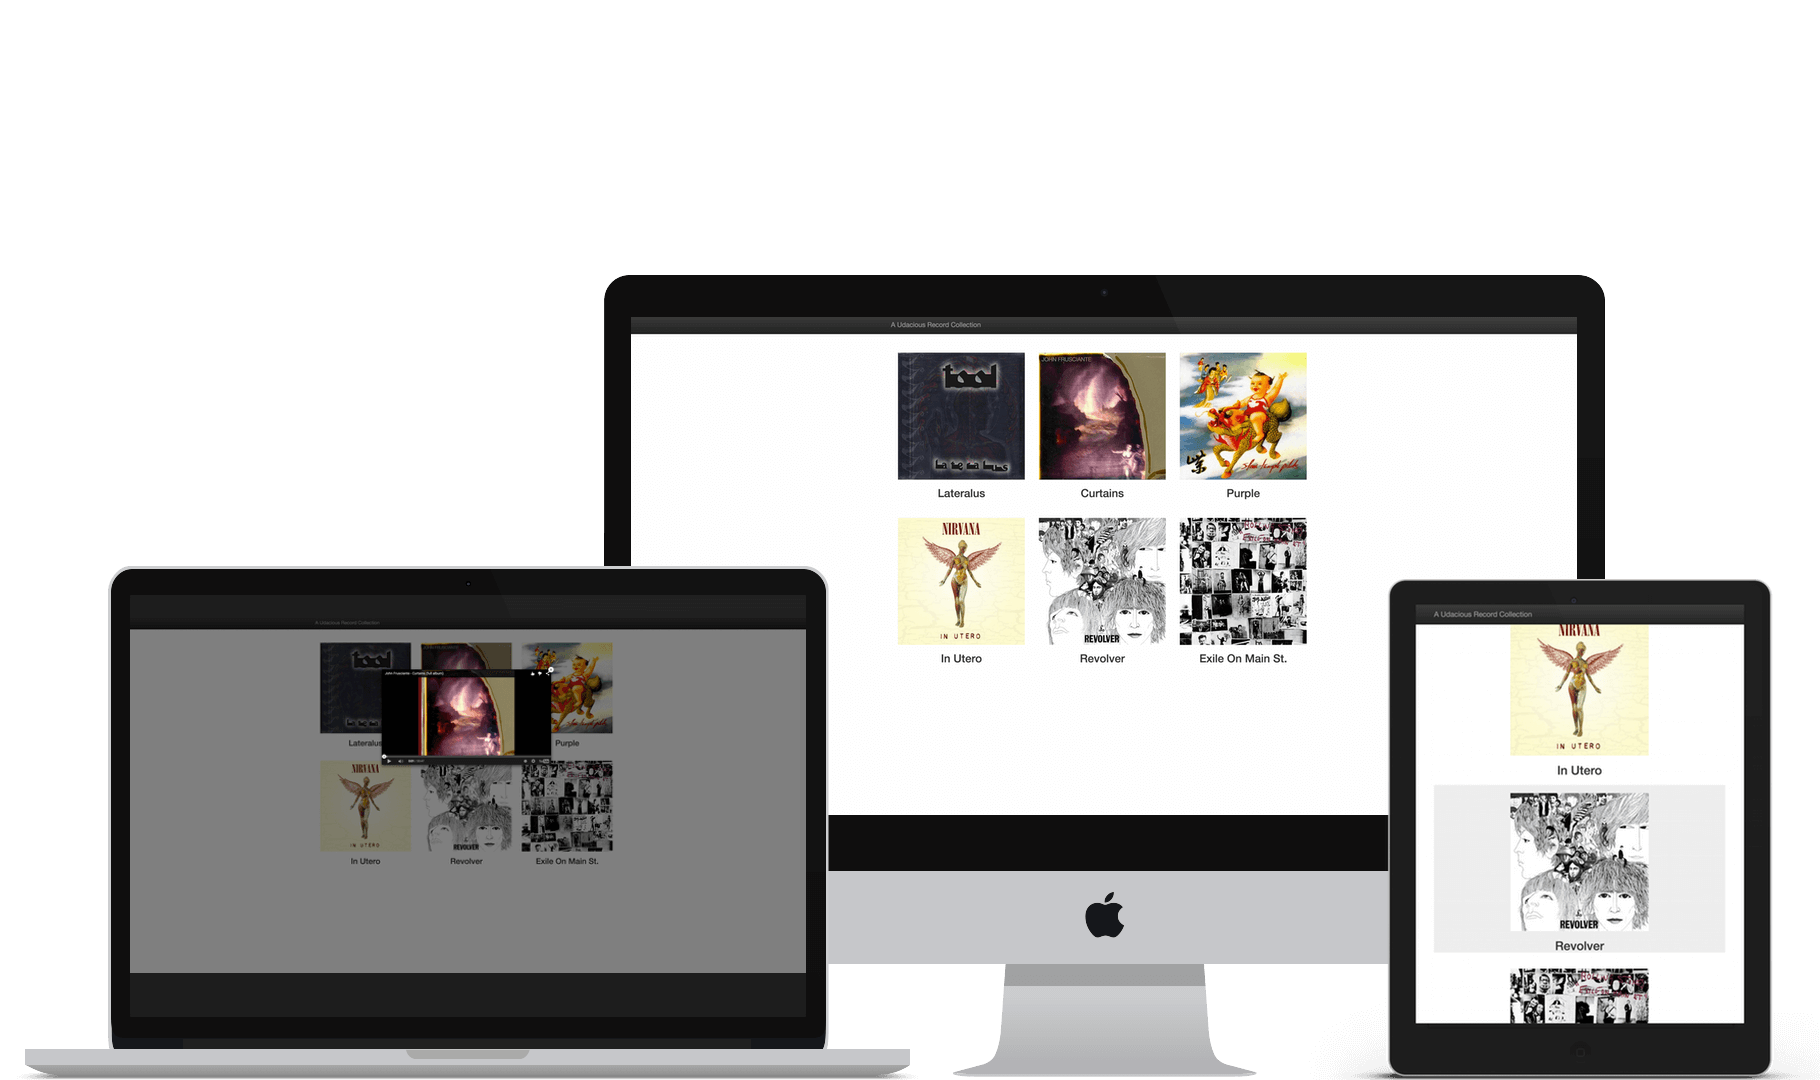 A Udacious Record Collection
tool
JOHN FRUSCIANTE
Lateralus
Curtains
Purple
NIRVANA
IN UTERO
REVOLVER
In Utero
Revolver
Exile On Main St.
A Udacious Record Collection
tool
John Frusciante - Curtains (full album)
Lateralus
Purple
NIRVANA
IN UTERO
REVOLVER
In Utero
Revolver
Exile On Main St.
A Udacious Record Collection
NIRVANA
IN UTERO
In Utero
REVOLVER
Revolver